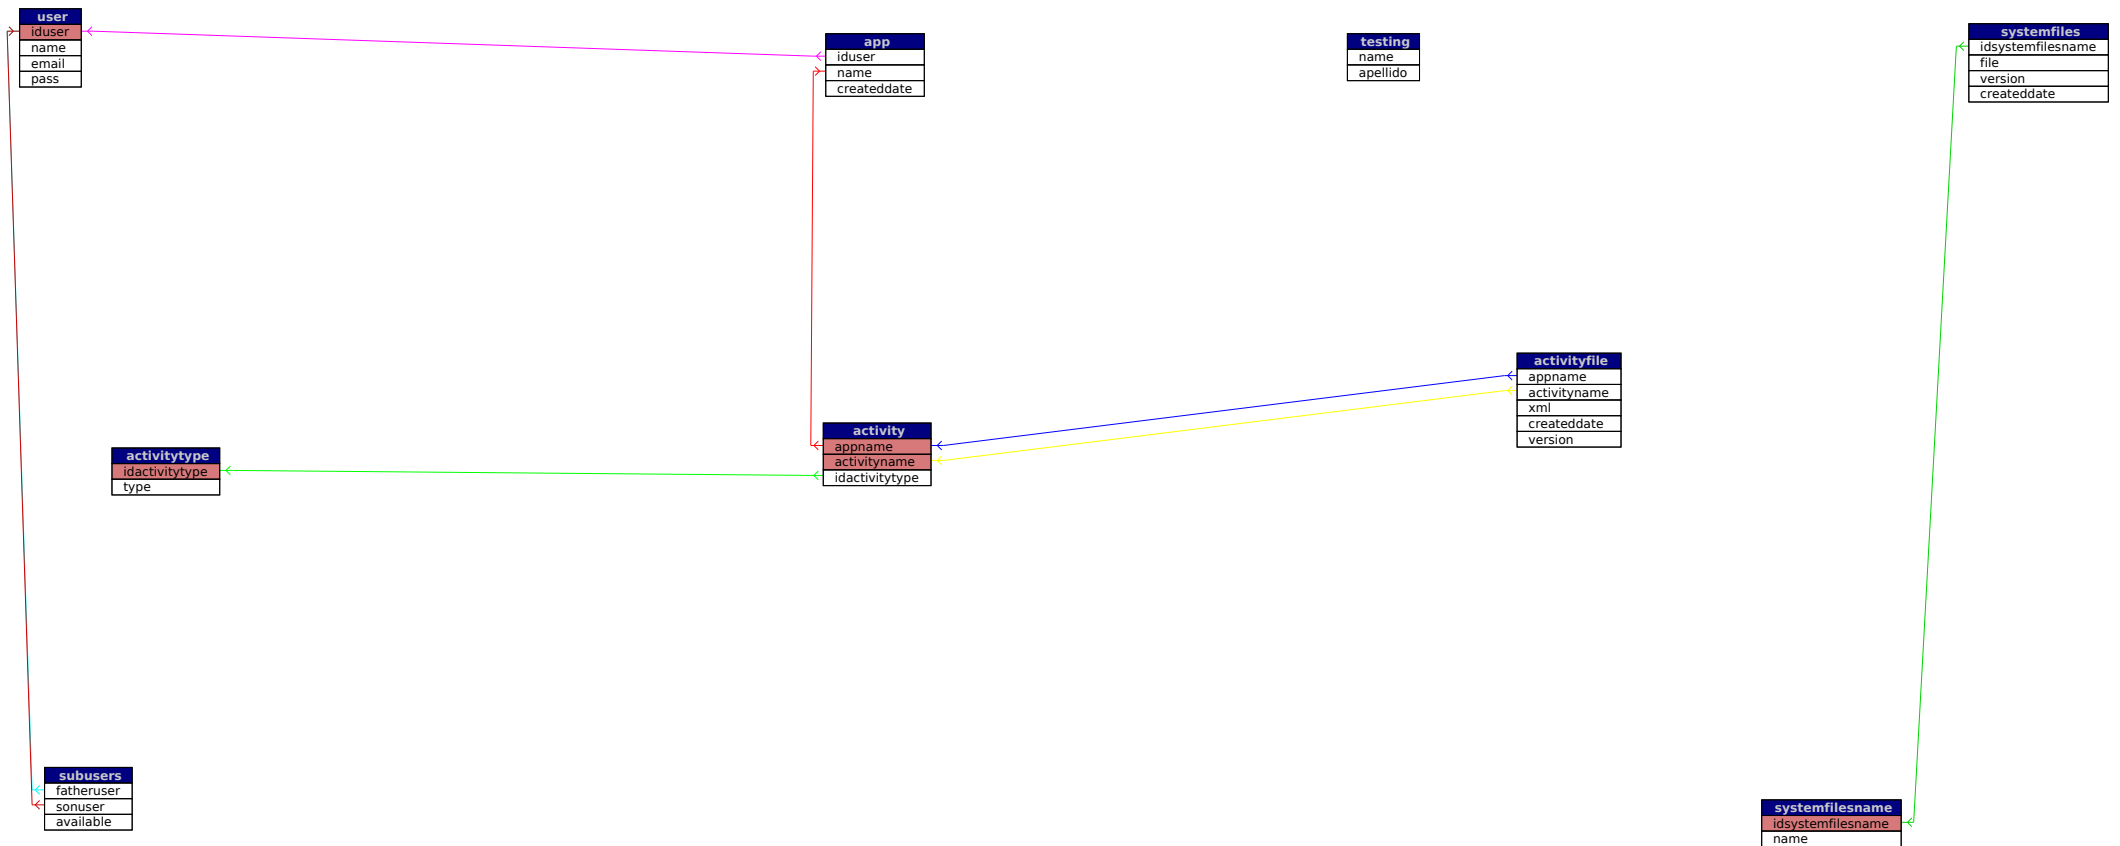 user
iduser
name
email
pass
app
iduser
name
createddate
testing
name
apellido
systemfiles
idsystemfilesname
file
version
createddate
activityfile
appname
activityname
xml
createddate
version
activity
appname
activityname
idactivitytype
activitytype
idactivitytype
type
subusers
fatheruser
sonuser
available
systemfilesname
idsystemfilesname
name